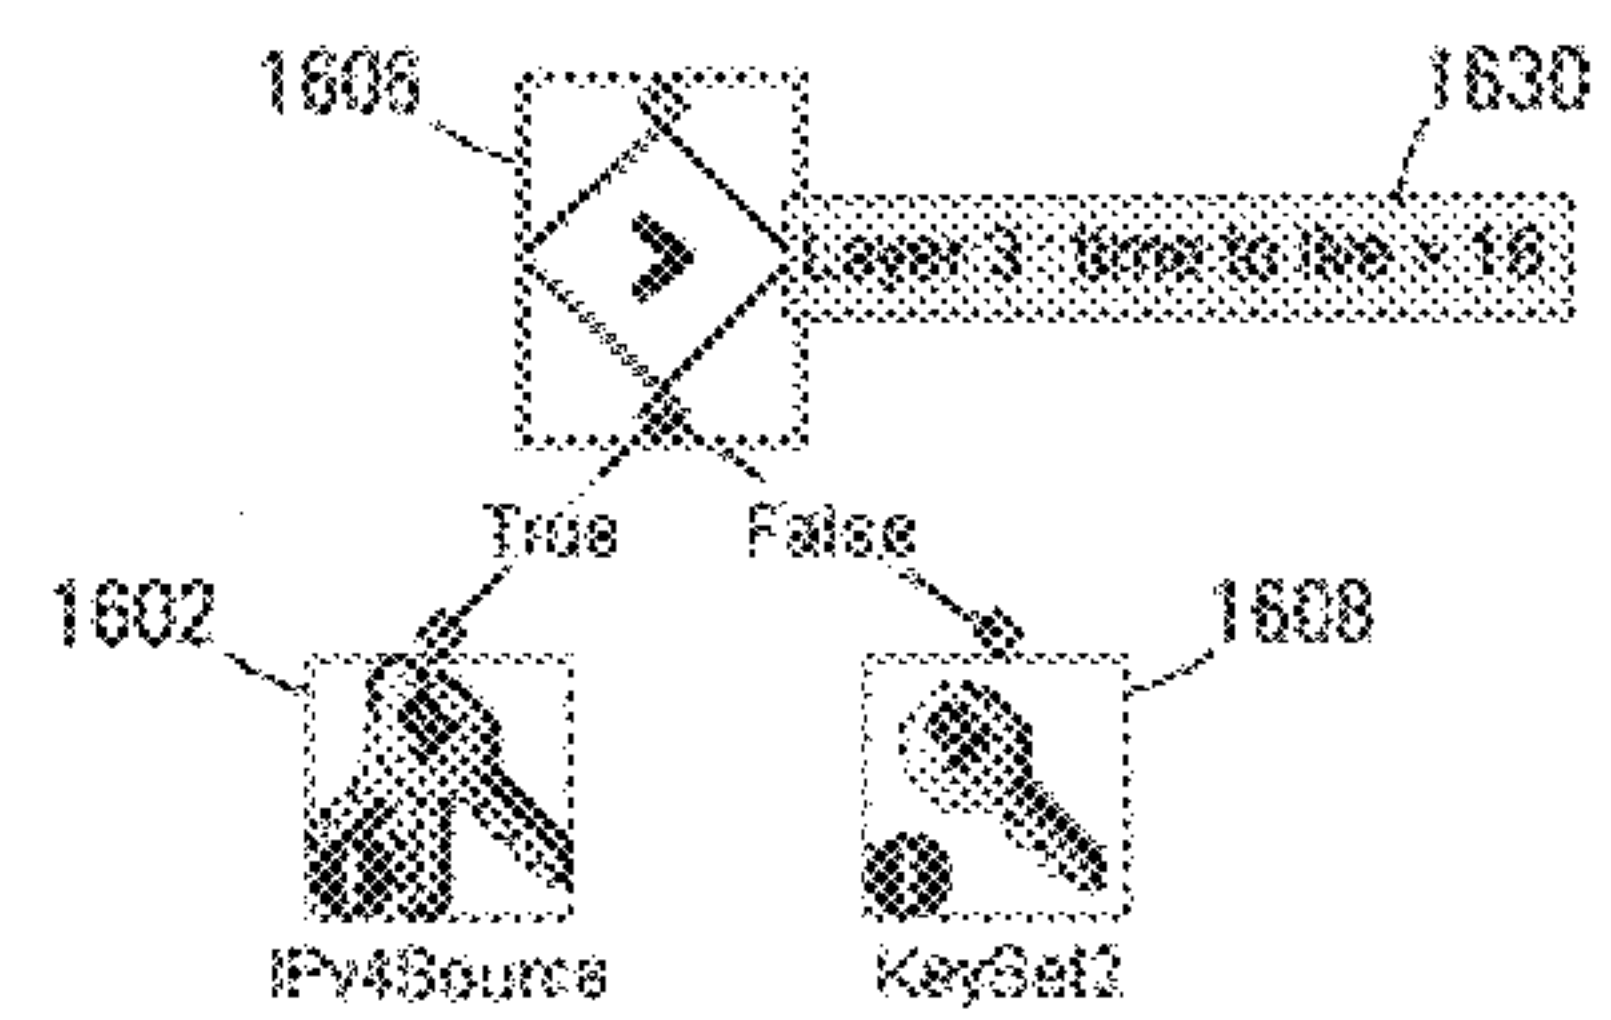 1606
1630
>
Layer 3 : time to live > 16
True False
1602
1608
IPv4Source
KeySet2